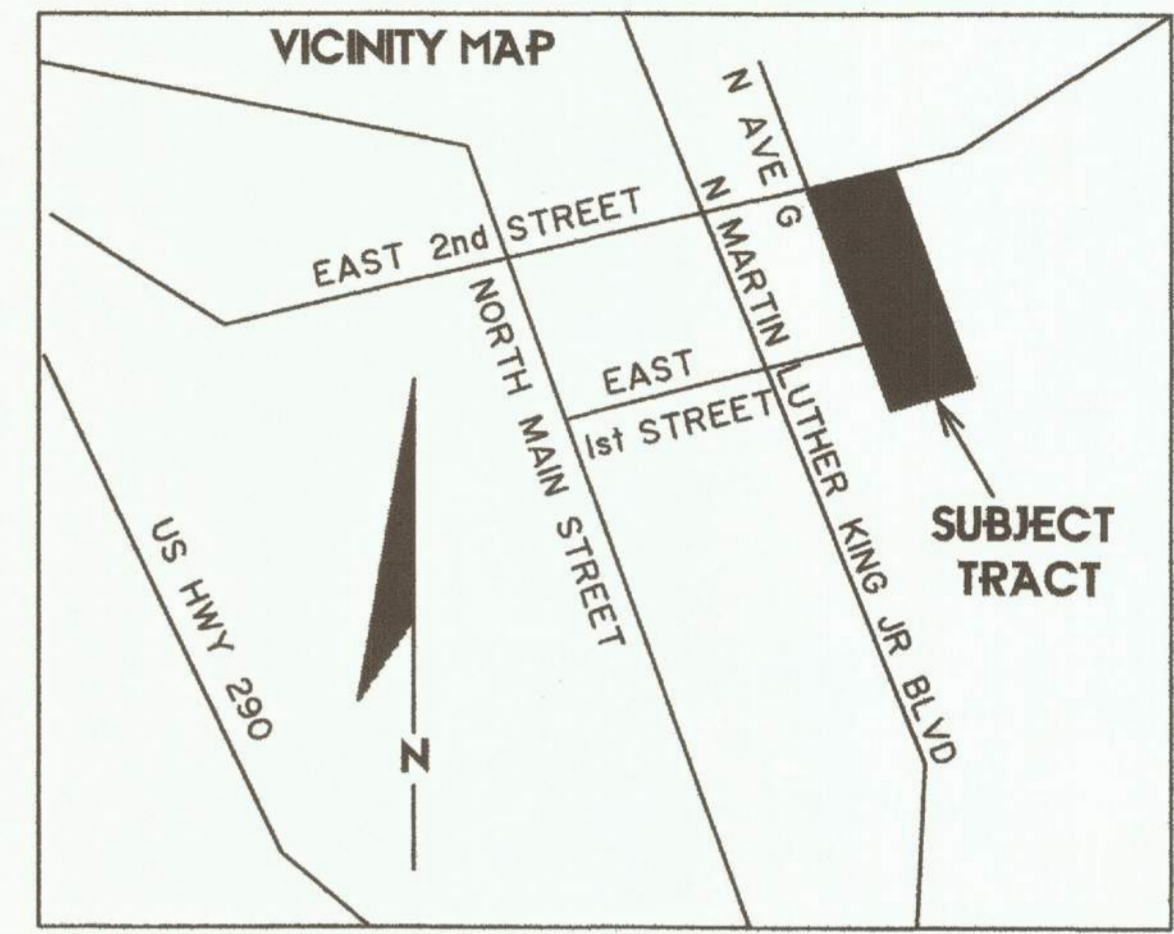 VICINITY MAP
N AVE G
EAST 2nd STREET
N MARTIN LUTHER KING JR BLVD
NORTH MAIN STREET
EAST
1st STREET
SUBJECT
TRACT
US HWY 290
N